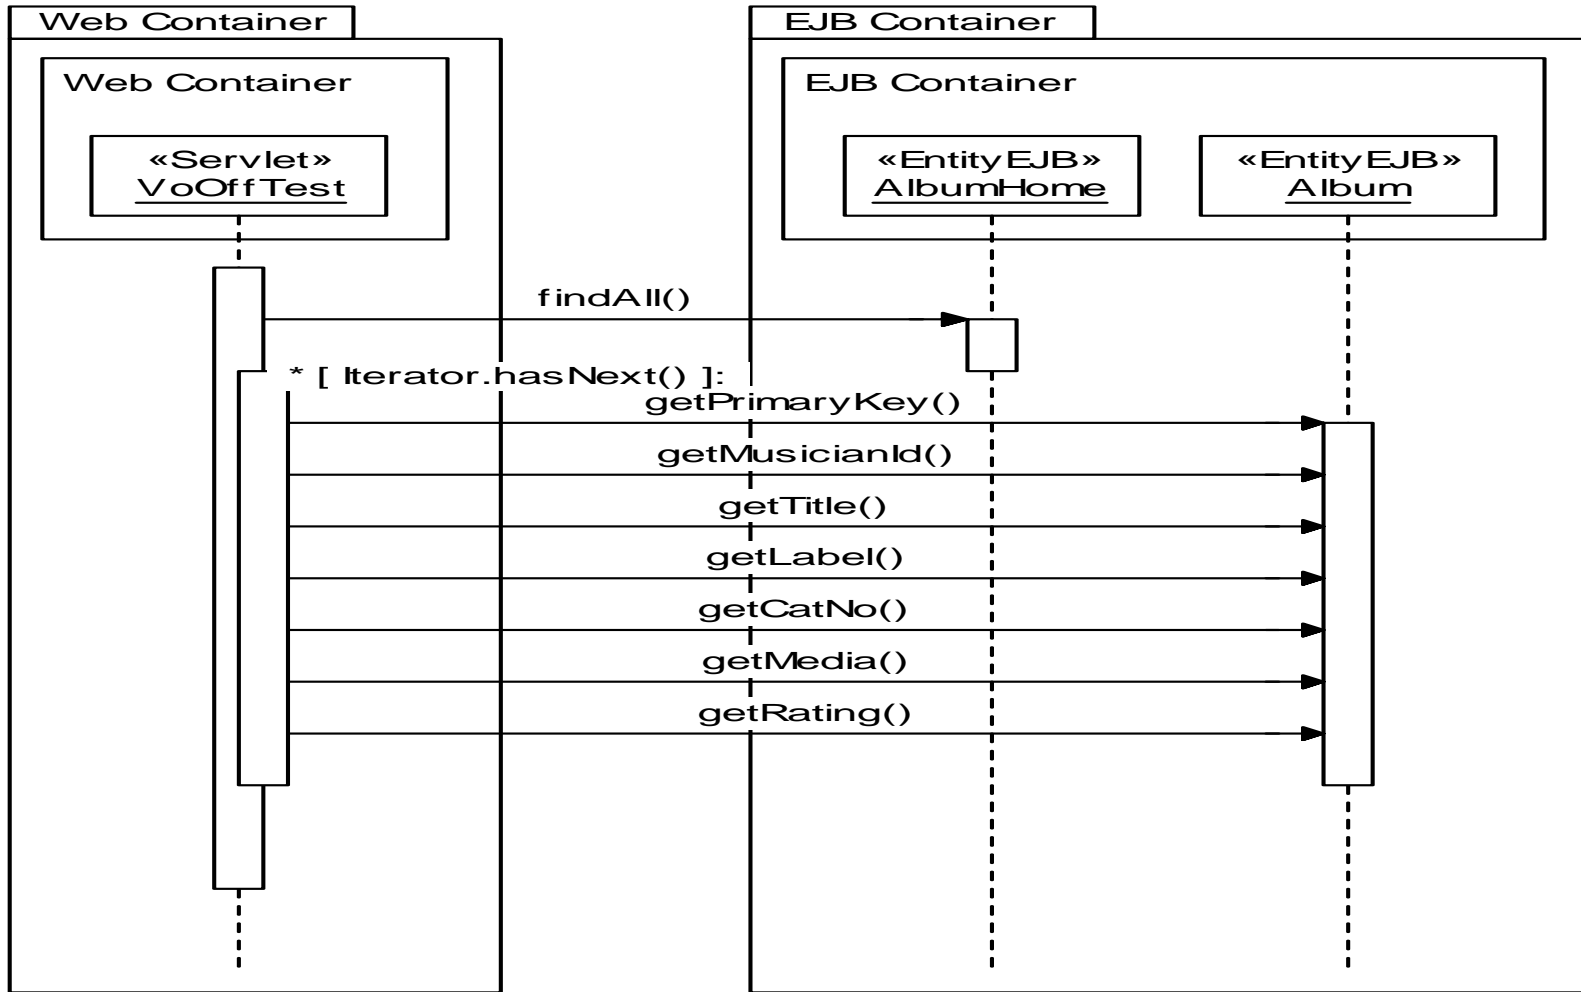 Web Container
EJB Container
Web Container
EJB Container
«Servlet»
VoOffTest
«EntityEJB»
AlbumHome
«EntityEJB»
Album
findAll()
* [ Iterator.hasNext() ]:
getPrimaryKey()
getMusicianId()
getTitle()
getLabel()
getCatNo()
getMedia()
getRating()